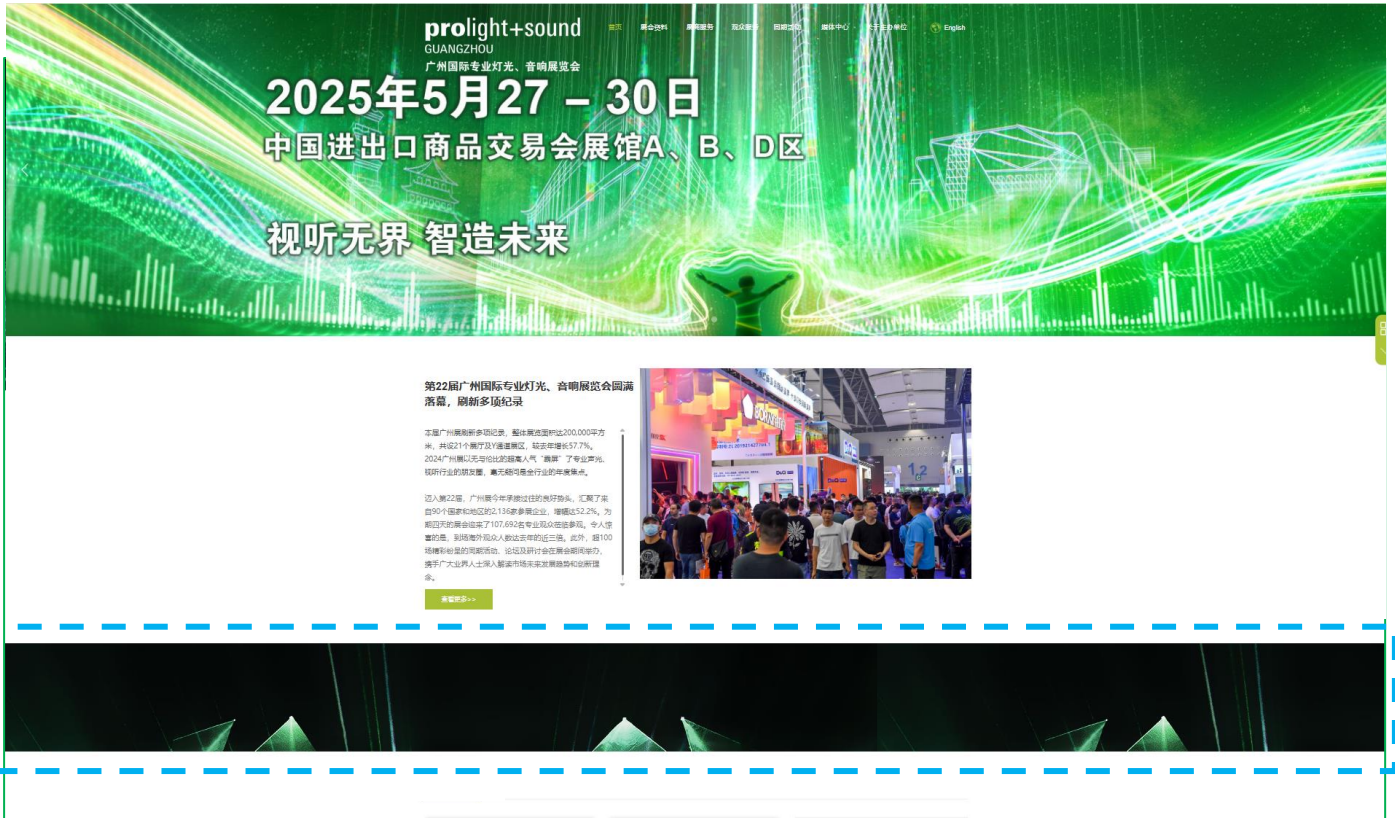 prolight+sound
GUANGZHOU
广州国际专业灯光、音响展览会
首页 展会资料 展商服务 观众服务 同期活动 媒体中心 关于主办单位 English
2025年5月27 – 30日
中国进出口商品交易会展馆A、B、D区
视听无界 智造未来
第22届广州国际专业灯光、音响展览会圆满
落幕，刷新多项纪录
本届广州展刷新多项记录，整体展览面积达200,000平方
米，共设21个展厅及Y通道展区，较去年增长57.7%。
2024广州展以无与伦比的超高人气“霸屏”了专业声光、
视听行业的朋友圈，毫无疑问是全行业的年度焦点。
迈入第22届，广州展今年承接过往的良好势头，汇聚了来
自90个国家和地区的2,136家参展企业，增幅达52.2%。为
期四天的展会迎来了107,692名专业观众莅临参观。令人惊
喜的是，到场海外观众人数达去年的近三倍。此外，超100
场精彩纷呈的同期活动、论坛及研讨会在展会期间举办，
携手广大业界人士深入解读市场未来发展趋势和创新理
念。
查看更多>>
1.2